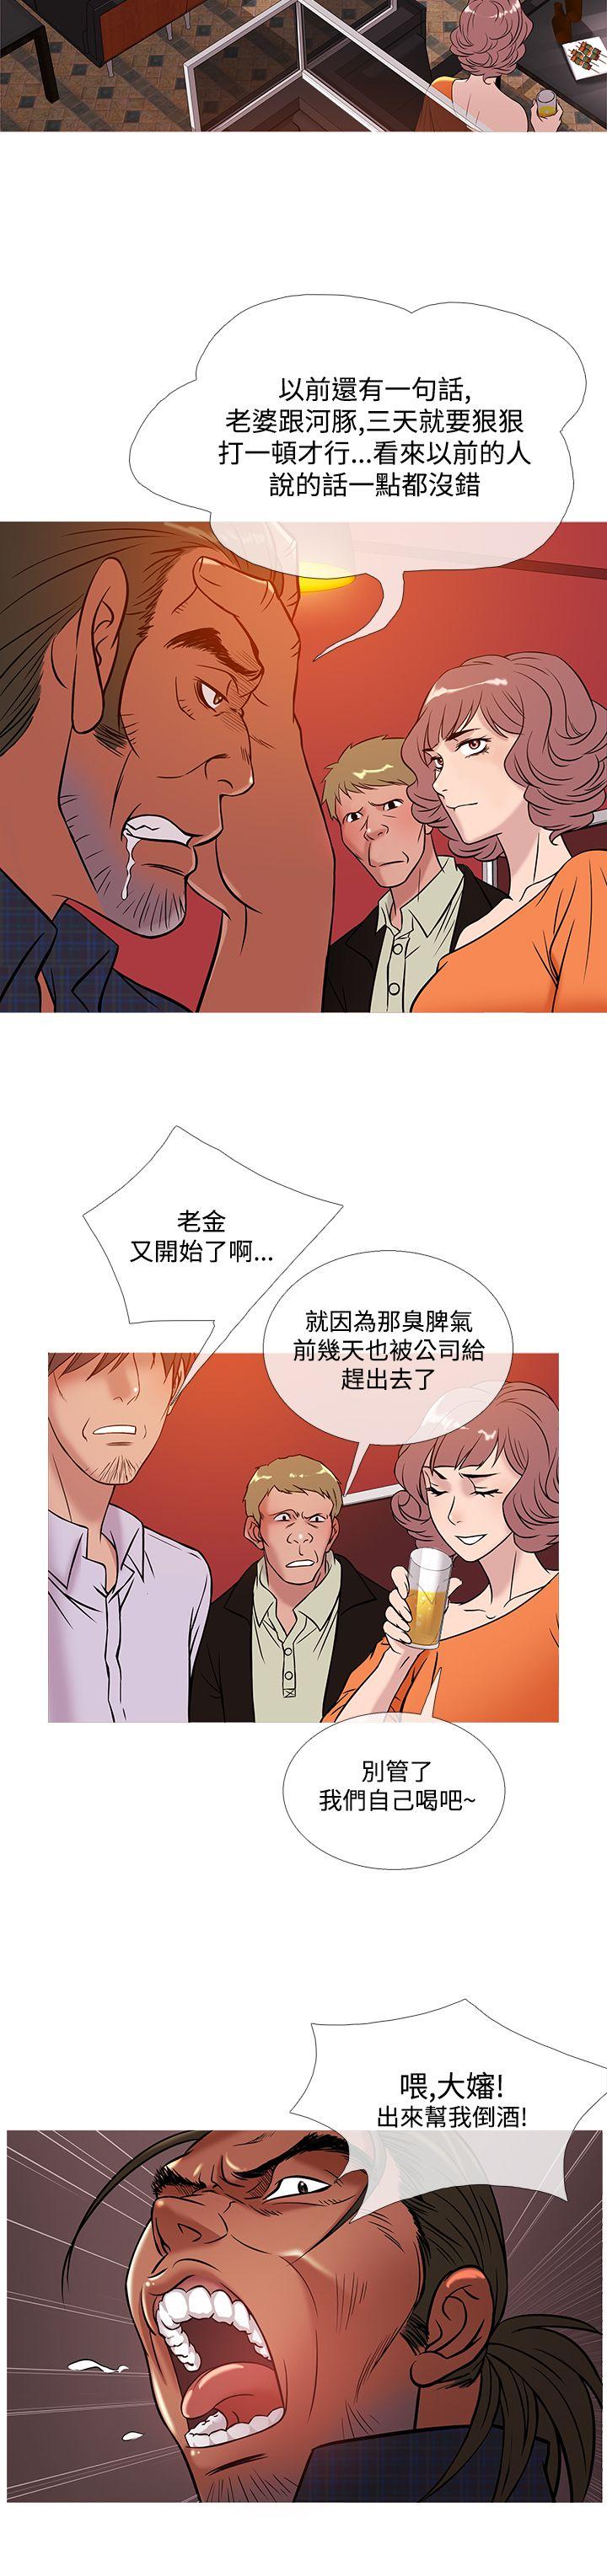 以前還有一句話,
老婆跟河豚,三天就要狠狠
打一頓才行...看來以前的人
說的話一點都沒錯
老金
又開始了啊...
就因為那臭脾氣
前幾天也被公司給
趕出去了
別管了
我們自己喝吧~
喂,大嬸!
出來幫我倒酒!